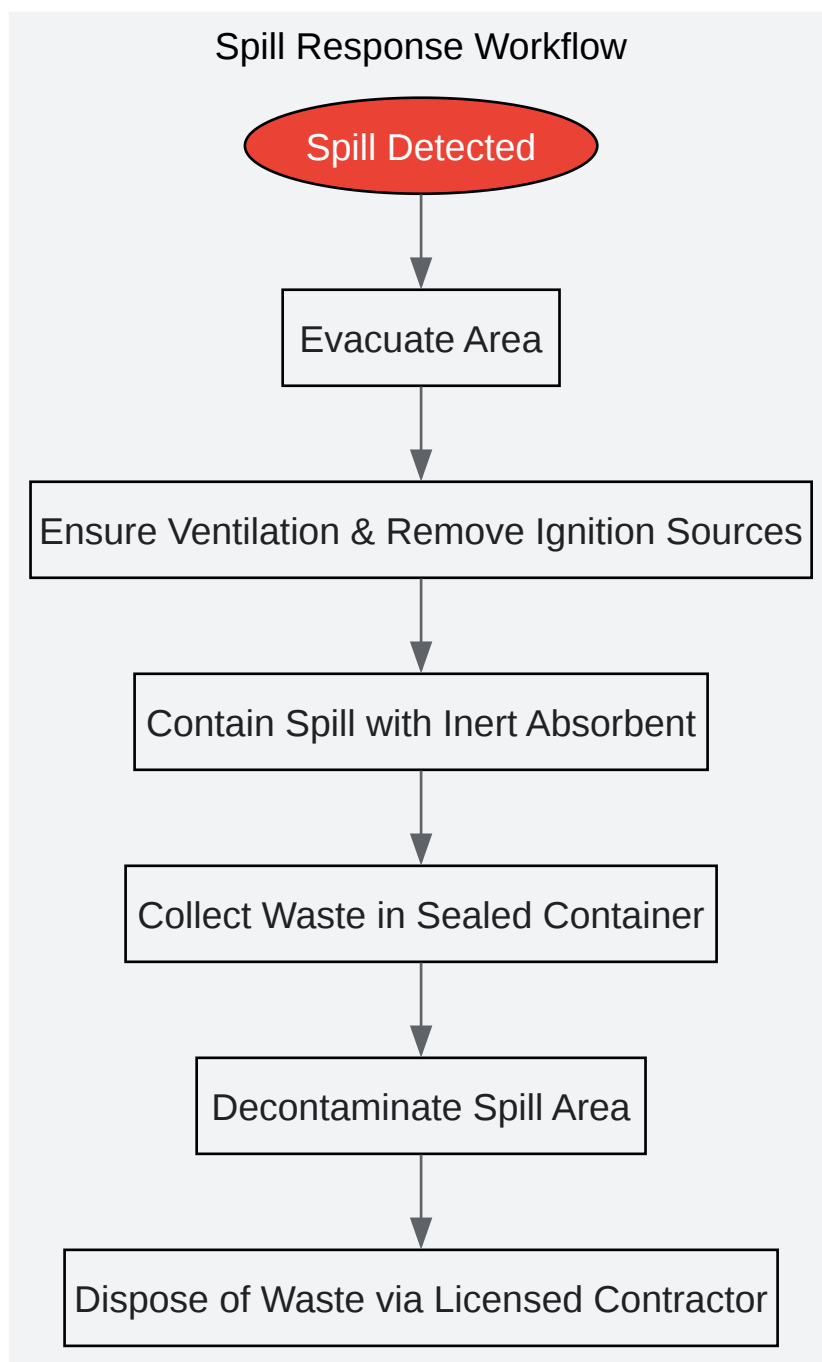 Spill Response Workflow
Spill Detected
Evacuate Area
Ensure Ventilation & Remove Ignition Sources
Contain Spill with Inert Absorbent
Collect Waste in Sealed Container
Decontaminate Spill Area
Dispose of Waste via Licensed Contractor